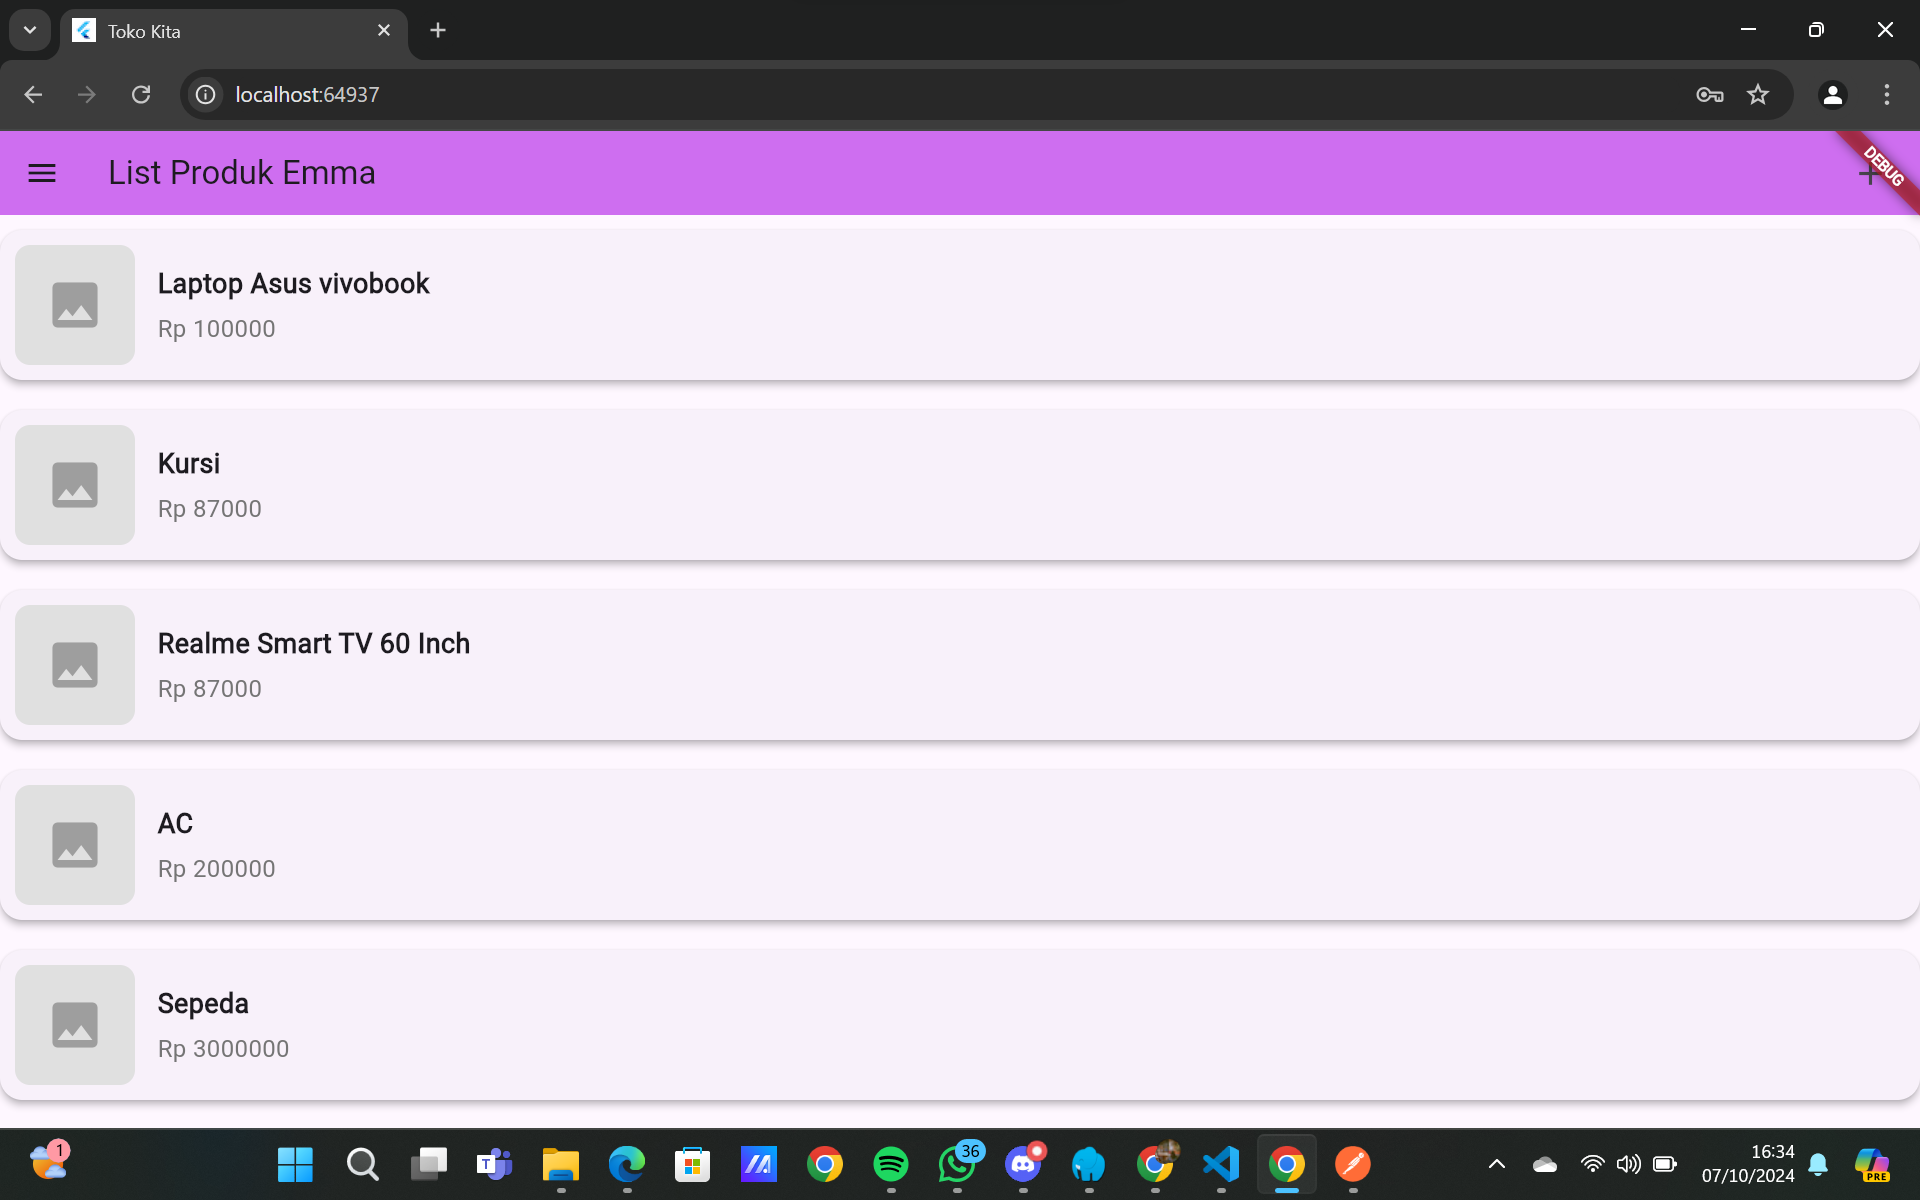 Toko Kita
localhost:64937
List Produk Emma
DEBUG
Laptop Asus vivobook
Rp 100000
Kursi
Rp 87000
Realme Smart TV 60 Inch
Rp 87000
AC
Rp 200000
Sepeda
Rp 3000000
1
T
36
16:34
07/10/2024
PRE